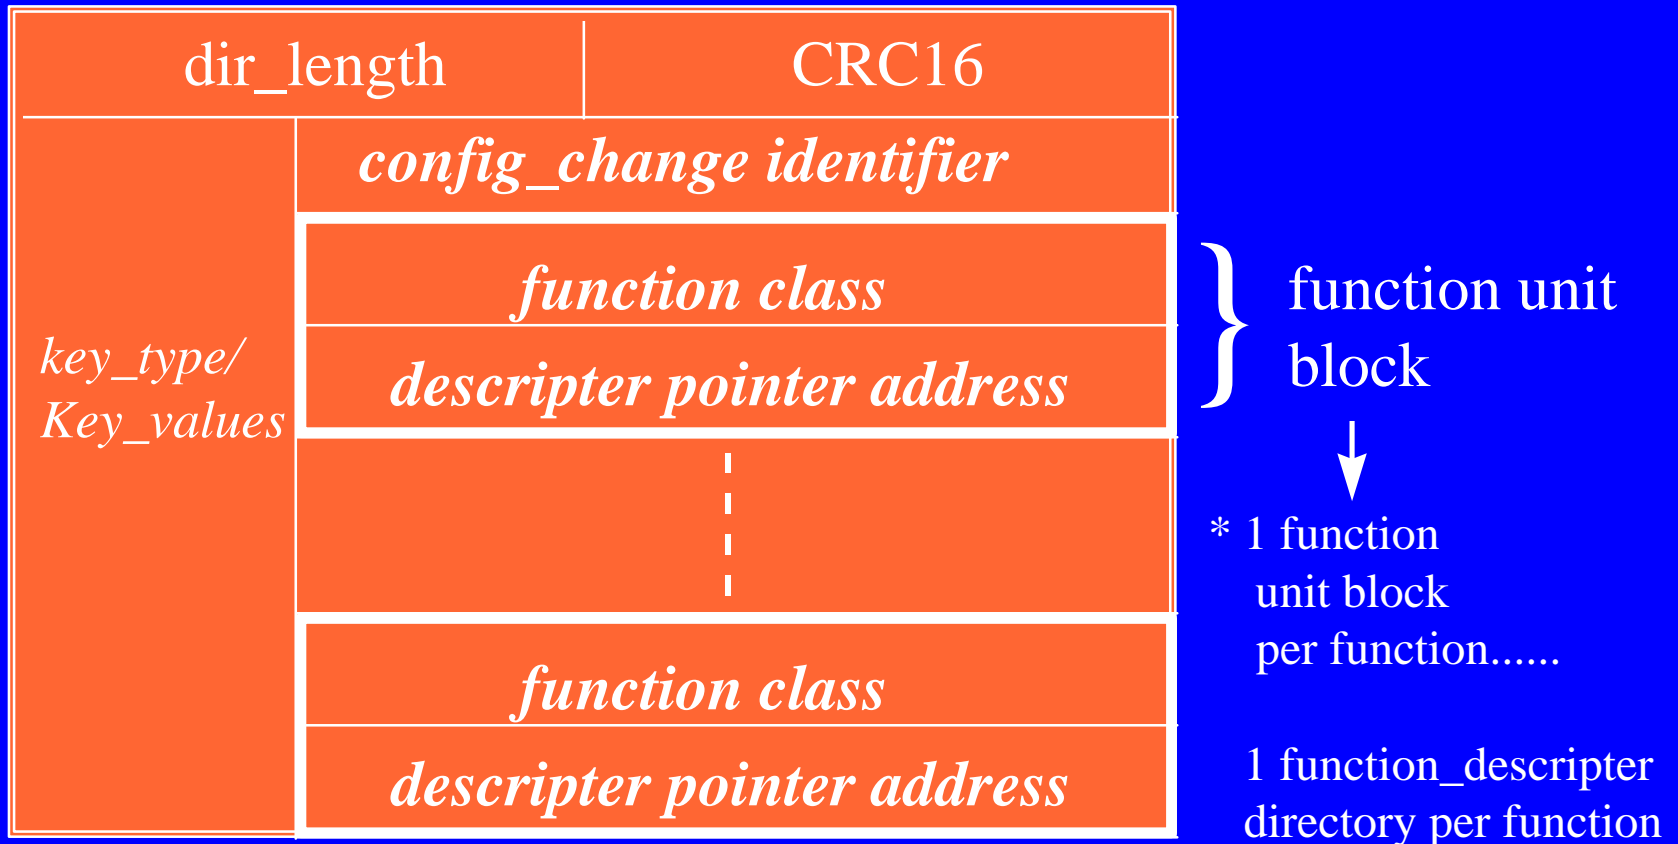 dir_length
CRC16
config_change identifier
function class
descripter pointer address
key_type/
Key_values
function class
descripter pointer address
} function unit
block
* 1 function
unit block
per function......
1 function_descripter
directory per function